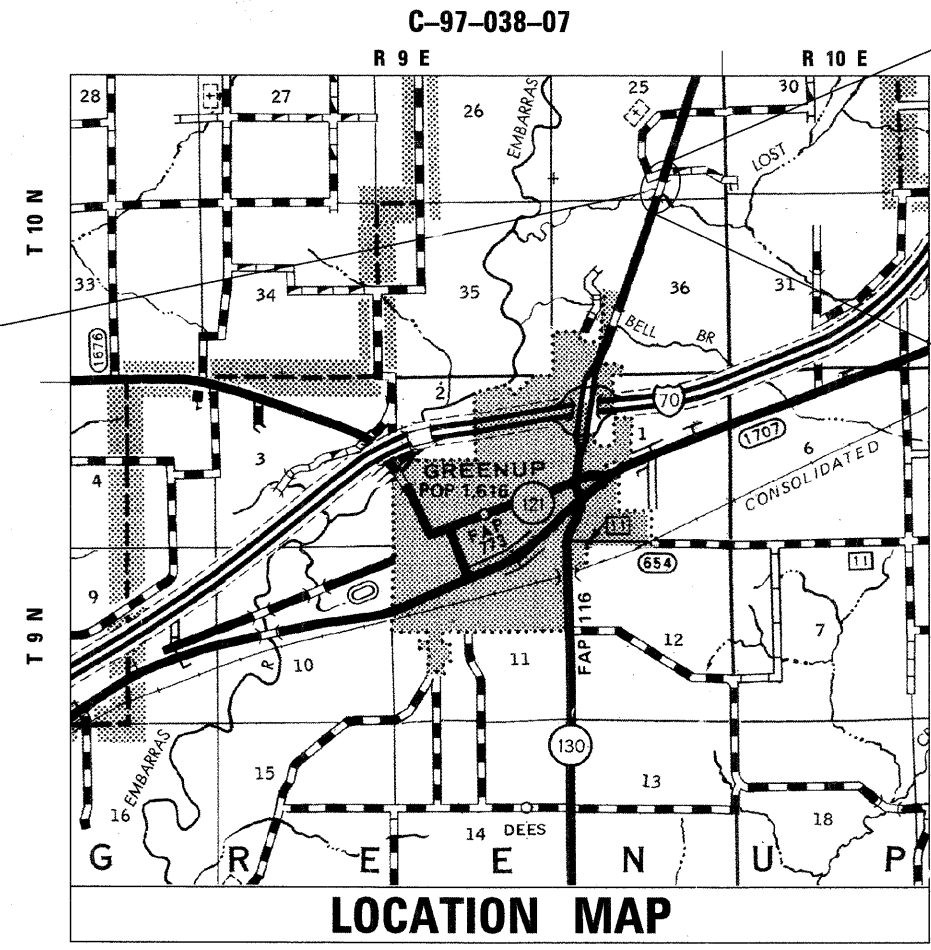 C-97-038-07
R 9 E
R 10 E
28
27
26
25
30
EMBARRAS
LOST
T 10 N
33
34
35
36
31
1676
BELL BR
2
70
1
1707
6
3
4
GREENUP
POP 1,616
121
CONSOLIDATED
FAP
773
11
654
11
9
FAP 116
12
7
T 9 N
R
10
11
130
15
13
EMBARRAS
16
14
DEES
18
G R E E N U P
LOCATION MAP